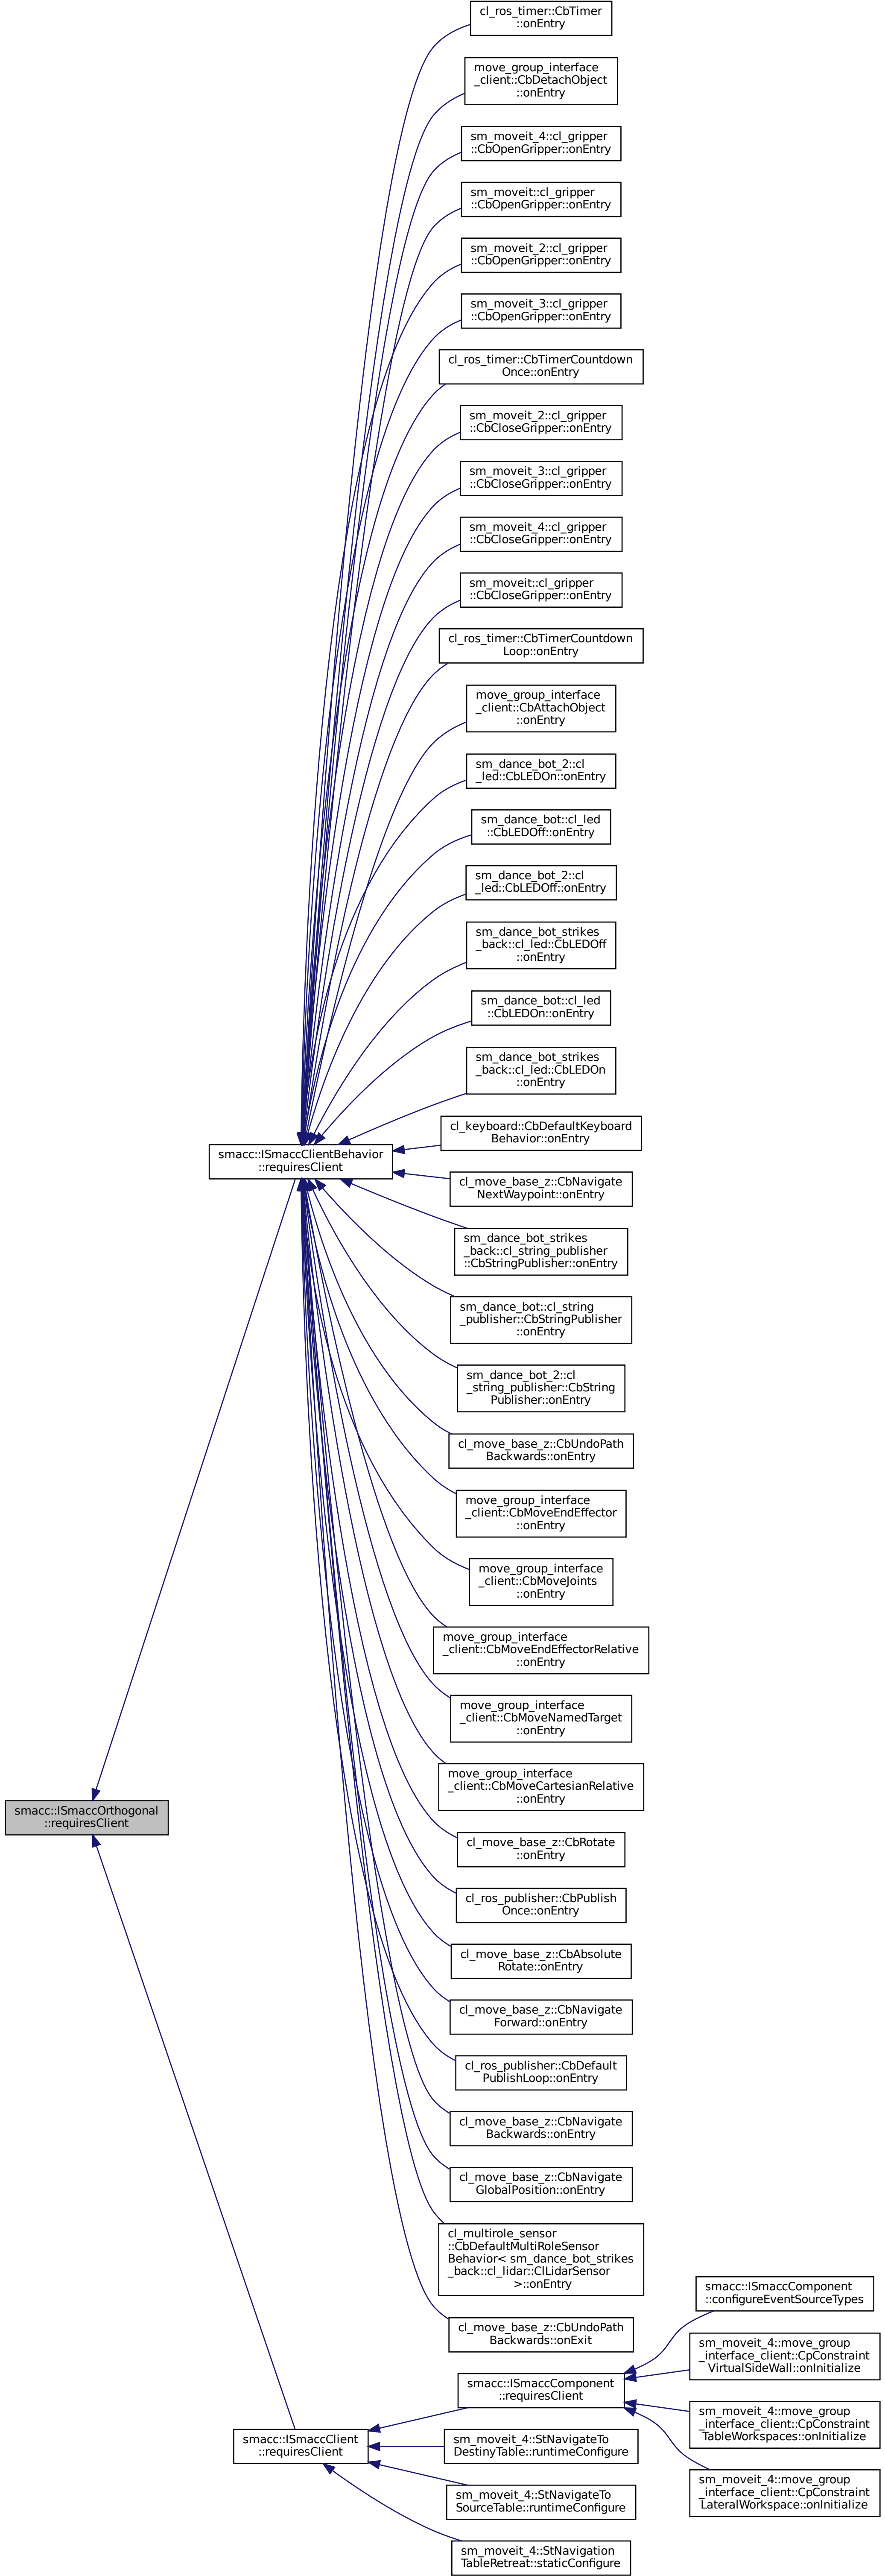 cl_ros_timer::CbTimer
::onEntry
move_group_interface
_client::CbDetachObject
::onEntry
sm_moveit_4::cl_gripper
::CbOpenGripper::onEntry
sm_moveit::cl_gripper
::CbOpenGripper::onEntry
sm_moveit_2::cl_gripper
::CbOpenGripper::onEntry
sm_moveit_3::cl_gripper
::CbOpenGripper::onEntry
cl_ros_timer::CbTimerCountdown
Once::onEntry
sm_moveit_2::cl_gripper
::CbCloseGripper::onEntry
sm_moveit_3::cl_gripper
::CbCloseGripper::onEntry
sm_moveit_4::cl_gripper
::CbCloseGripper::onEntry
sm_moveit::cl_gripper
::CbCloseGripper::onEntry
cl_ros_timer::CbTimerCountdown
Loop::onEntry
move_group_interface
_client::CbAttachObject
::onEntry
sm_dance_bot_2::cl
_led::CbLEDOn::onEntry
sm_dance_bot::cl_led
::CbLEDOff::onEntry
sm_dance_bot_2::cl
_led::CbLEDOff::onEntry
sm_dance_bot_strikes
_back::cl_led::CbLEDOff
::onEntry
sm_dance_bot::cl_led
::CbLEDOn::onEntry
sm_dance_bot_strikes
_back::cl_led::CbLEDOn
::onEntry
cl_keyboard::CbDefaultKeyboard
Behavior::onEntry
smacc::ISmaccClientBehavior
::requiresClient
cl_move_base_z::CbNavigate
NextWaypoint::onEntry
sm_dance_bot_strikes
_back::cl_string_publisher
::CbStringPublisher::onEntry
sm_dance_bot::cl_string
_publisher::CbStringPublisher
::onEntry
sm_dance_bot_2::cl
_string_publisher::CbString
Publisher::onEntry
cl_move_base_z::CbUndoPath
Backwards::onEntry
move_group_interface
_client::CbMoveEndEffector
::onEntry
move_group_interface
_client::CbMoveJoints
::onEntry
move_group_interface
_client::CbMoveEndEffectorRelative
::onEntry
move_group_interface
_client::CbMoveNamedTarget
::onEntry
move_group_interface
_client::CbMoveCartesianRelative
::onEntry
smacc::ISmaccOrthogonal
::requiresClient
cl_move_base_z::CbRotate
::onEntry
cl_ros_publisher::CbPublish
Once::onEntry
cl_move_base_z::CbAbsolute
Rotate::onEntry
cl_move_base_z::CbNavigate
Forward::onEntry
cl_ros_publisher::CbDefault
PublishLoop::onEntry
cl_move_base_z::CbNavigate
Backwards::onEntry
cl_move_base_z::CbNavigate
GlobalPosition::onEntry
cl_multirole_sensor
::CbDefaultMultiRoleSensor
Behavior< sm_dance_bot_strikes
_back::cl_lidar::ClLidarSensor
>::onEntry
cl_move_base_z::CbUndoPath
Backwards::onExit
smacc::ISmaccComponent
::configureEventSourceTypes
sm_moveit_4::move_group
_interface_client::CpConstraint
VirtualSideWall::onInitialize
smacc::ISmaccComponent
::requiresClient
sm_moveit_4::move_group
_interface_client::CpConstraint
TableWorkspaces::onInitialize
smacc::ISmaccClient
::requiresClient
sm_moveit_4::StNavigateTo
DestinyTable::runtimeConfigure
sm_moveit_4::move_group
_interface_client::CpConstraint
LateralWorkspace::onInitialize
sm_moveit_4::StNavigateTo
SourceTable::runtimeConfigure
sm_moveit_4::StNavigation
TableRetreat::staticConfigure